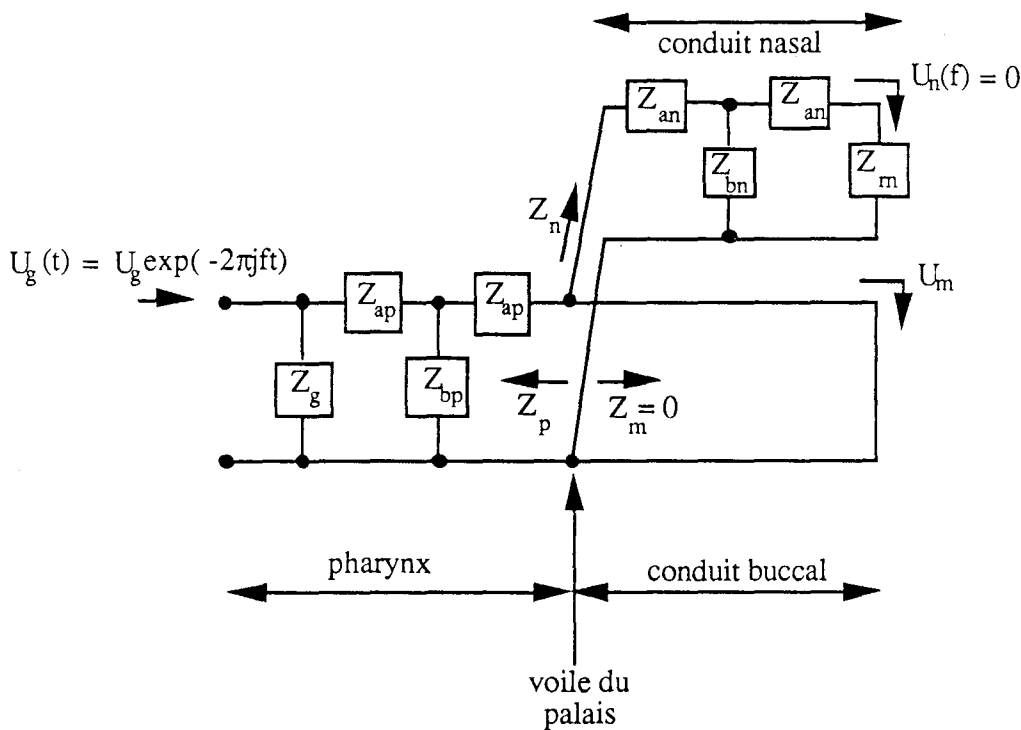 conduit nasal
U_n(f) = 0
Z_an
Z_an
Z_bn
Z_rn
Z_n
U_g(t) = U_g exp( -2πjft)
U_m
Z_ap
Z_ap
Z_g
Z_bp
Z_p
Z_m = 0
pharynx
conduit buccal
voile du
palais